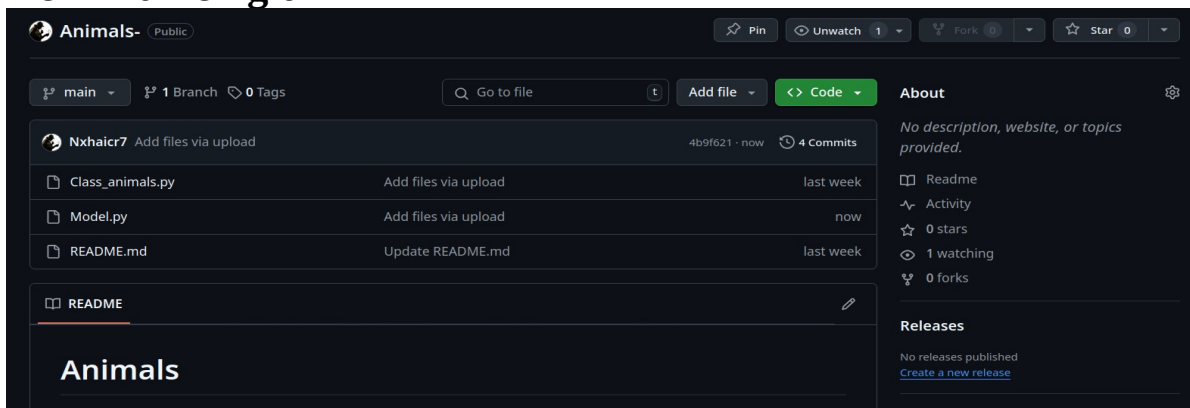 Animals- Public
Pin
Unwatch 1
Fork 0
Star 0
main
1 Branch
0 Tags
Go to file
t
Add file
Code
Nxhaicr7 Add files via upload
4b9f621 · now
4 Commits
Class_animals.py Add files via upload last week
Model.py Add files via upload now
README.md Update README.md last week
README
Animals
About
No description, website, or topics
provided.
Readme
Activity
0 stars
1 watching
0 forks
Releases
No releases published
Create a new release